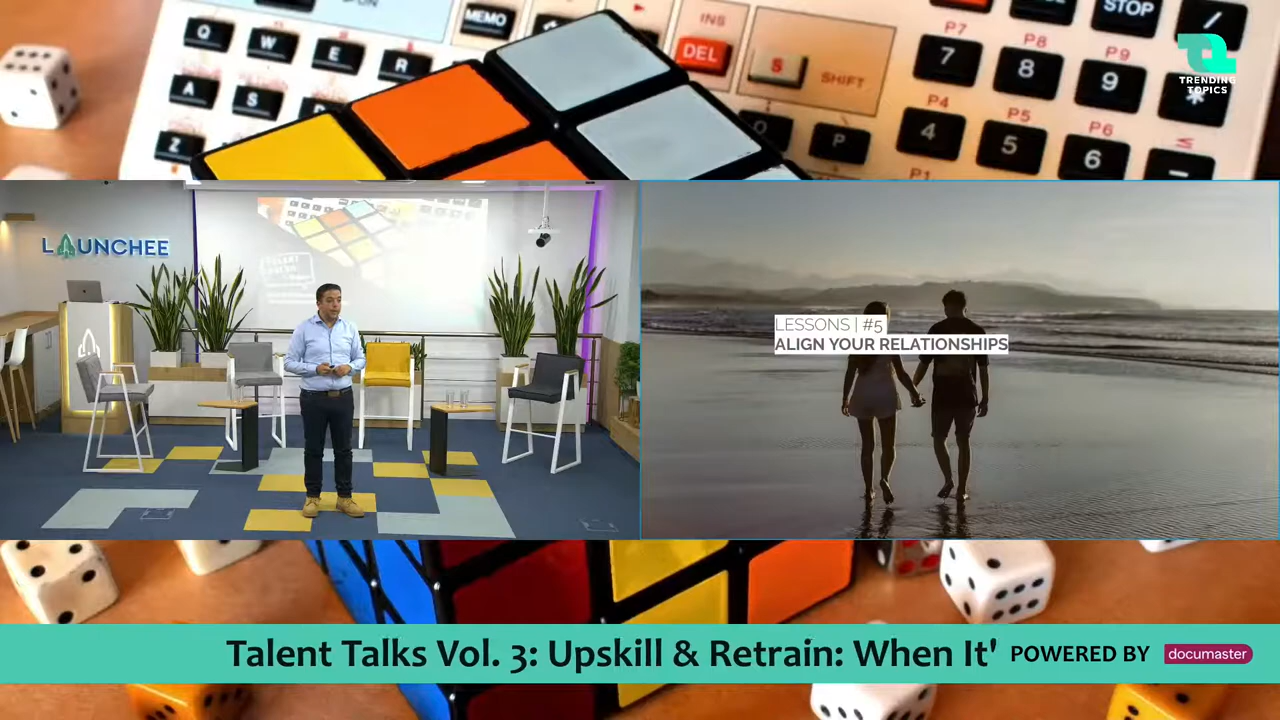 MEMO
INS
DEL
S
SHIFT
STOP
/
P7
P8
P9
7
8
9
*
P4
P5
P6
4
5
6
P1
Q
W
E
R
A
S
Z
P
TRENDING
TOPICS
LAUNCHEE
LESSONS | #5
ALIGN YOUR RELATIONSHIPS
Talent Talks Vol. 3: Upskill & Retrain: When It'
POWERED BY
documaster